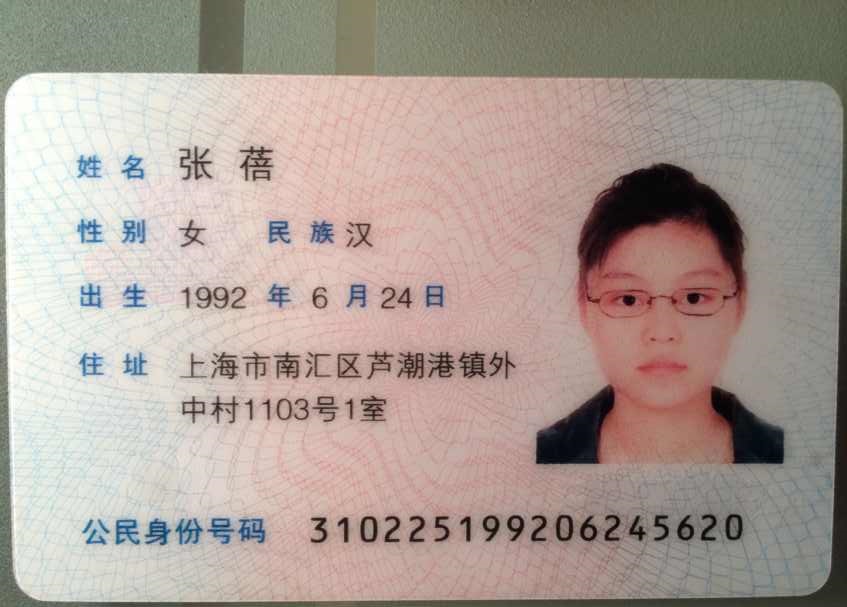 姓名 张蓓
性别 女 民族 汉
出生 1992 年 6 月 24 日
住址 上海市南汇区芦潮港镇外
中村1103号1室
公民身份号码 310225199206245620